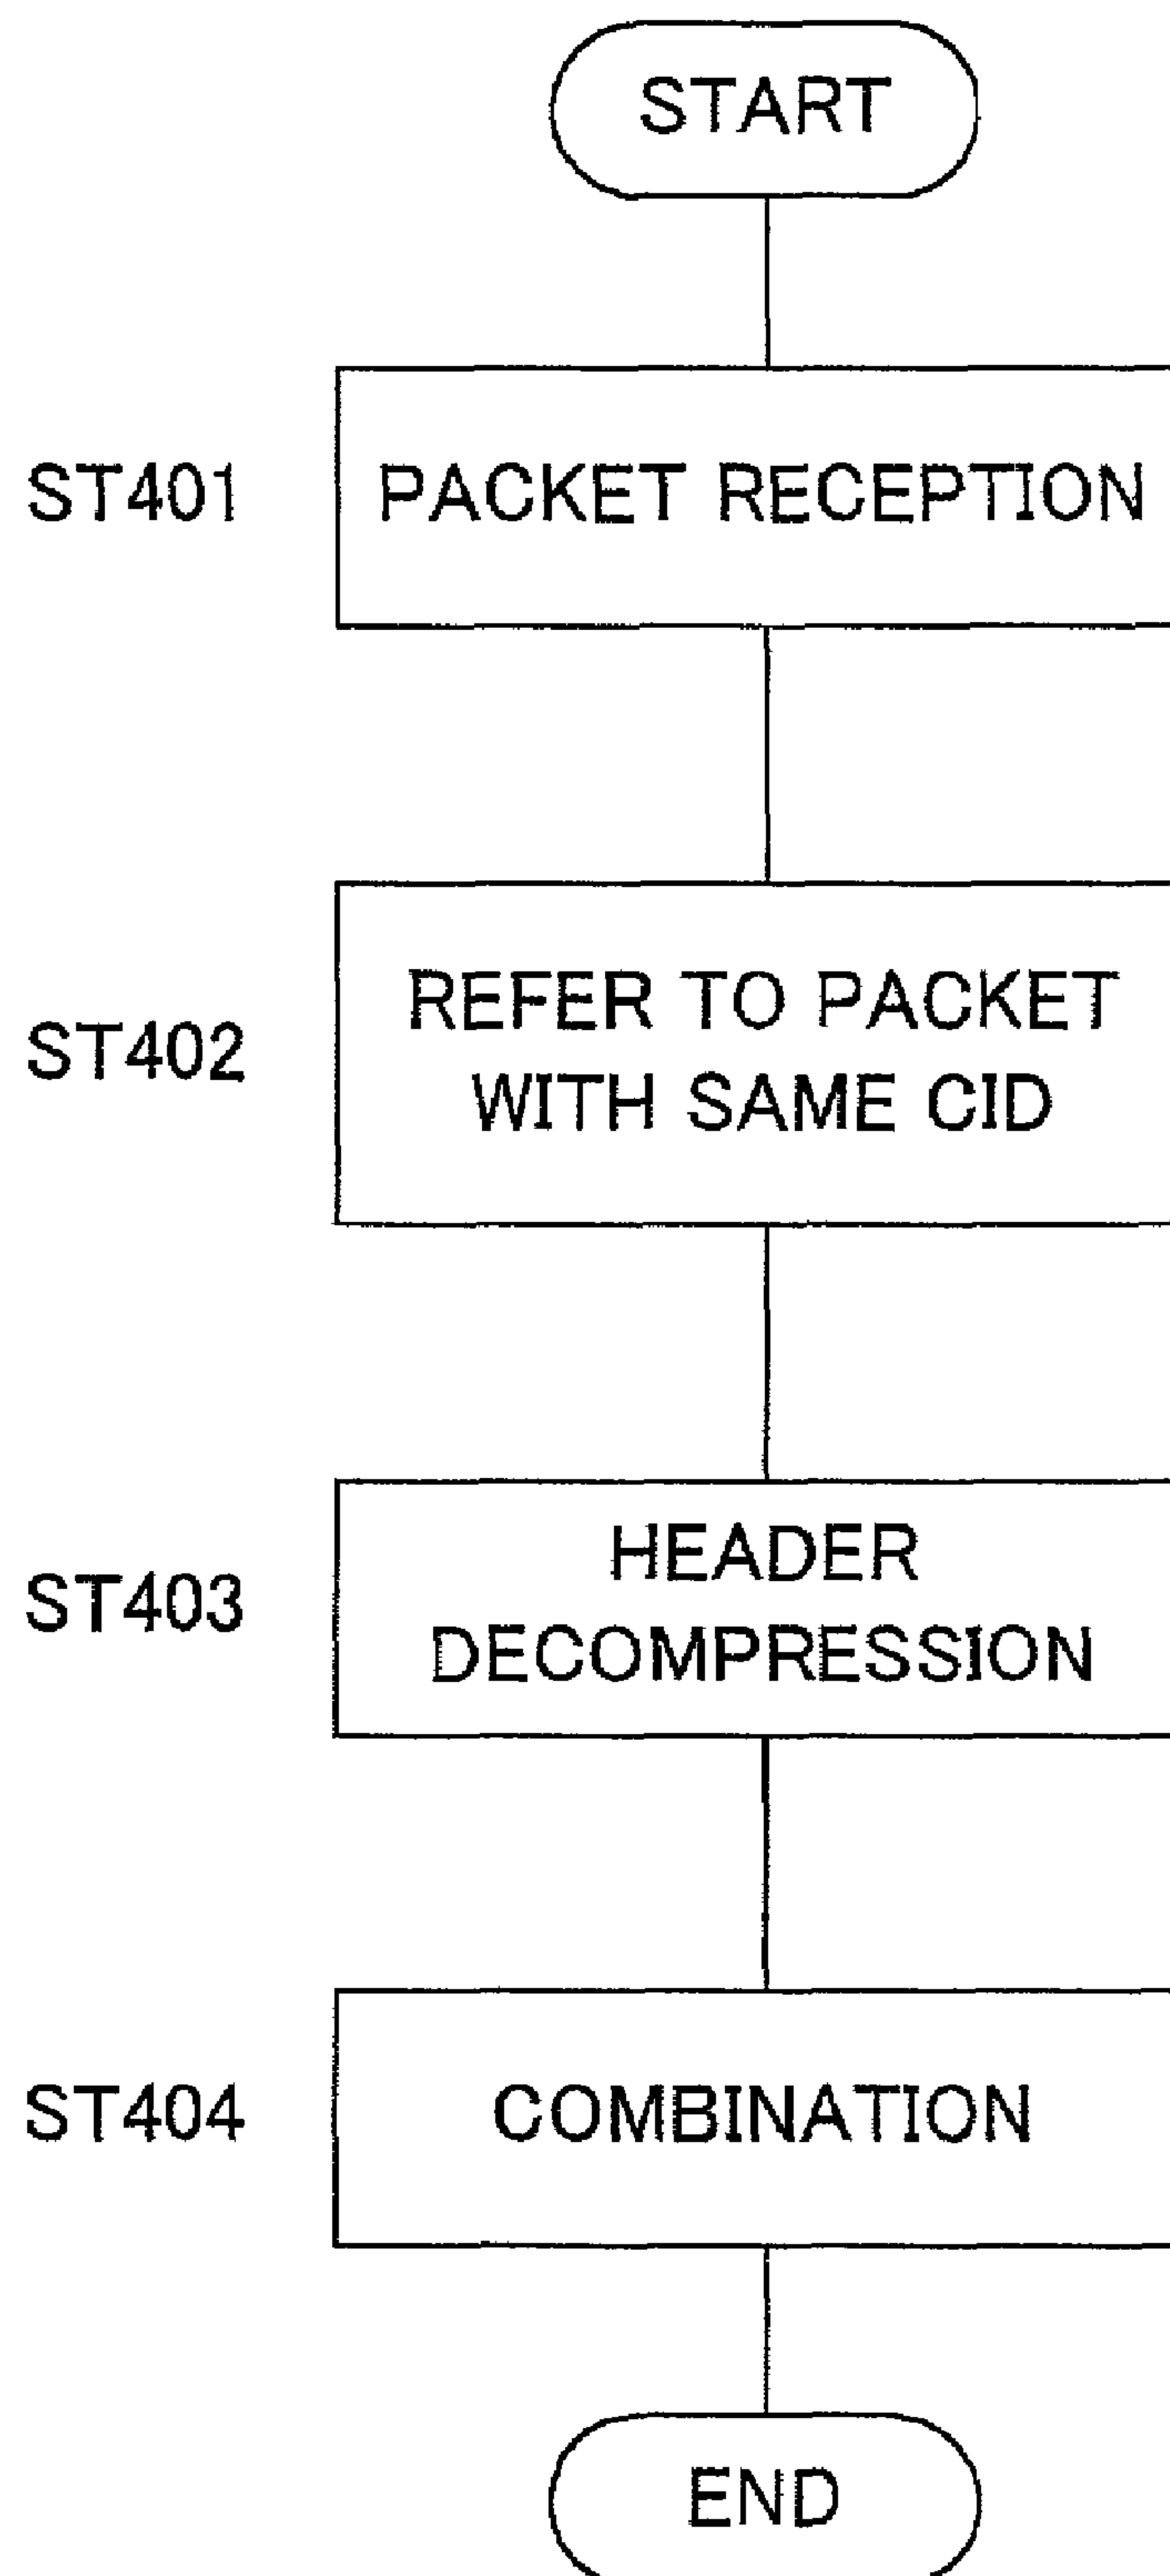 START
ST401
PACKET RECEPTION
ST402
REFER TO PACKET
WITH SAME CID
ST403
HEADER
DECOMPRESSION
ST404
COMBINATION
END